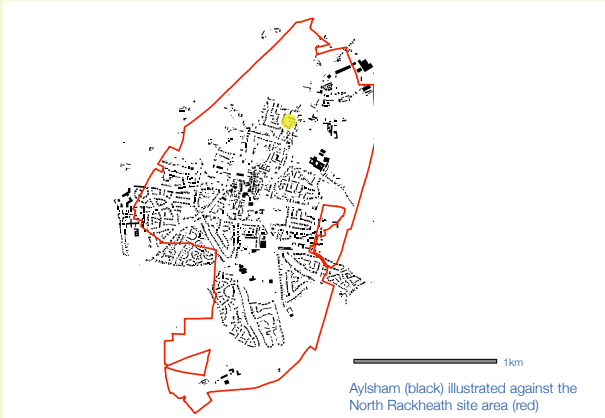 1km
Aylsham (black) illustrated against the
North Rackheath site area (red)